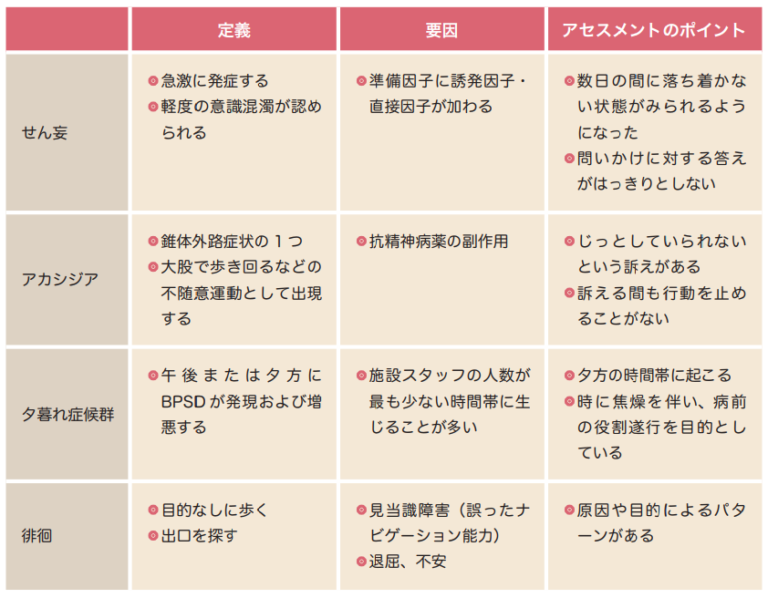 定義
要因
アセスメントのポイント
せん妄
◎急激に発症する
◎軽度の意識混濁が認め
られる
◎準備因子に誘発因子・
直接因子が加わる
◎数日の間に落ち着かな
い状態がみられるよう
になった
◎問いかけに対する答え
がはっきりとしない
アカシジア
◎錐体外路症状の1つ
◎大股で歩き回るなどの
不随意運動として出現
する
◎抗精神病薬の副作用
◎じっとしていられない
という訴えがある
◎訴える間も行動を止め
ることがない
夕暮れ症候群
◎午後または夕方に
BPSDが発現および増
悪する
◎施設スタッフの人数が
最も少ない時間帯に生
じることが多い
◎夕方の時間帯に起こる
◎時に焦燥を伴い、病前
の役割遂行を目的とし
ている
徘徊
◎目的なしに歩く
◎出口を探す
◎見当識障害（誤ったナ
ビゲーション能力）
◎退屈、不安
◎原因や目的によるパタ
ーンがある